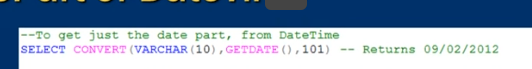 --To get just the date part, from DateTime
SELECT CONVERT(VARCHAR(10),GETDATE(),101) -- Returns 09/02/2012